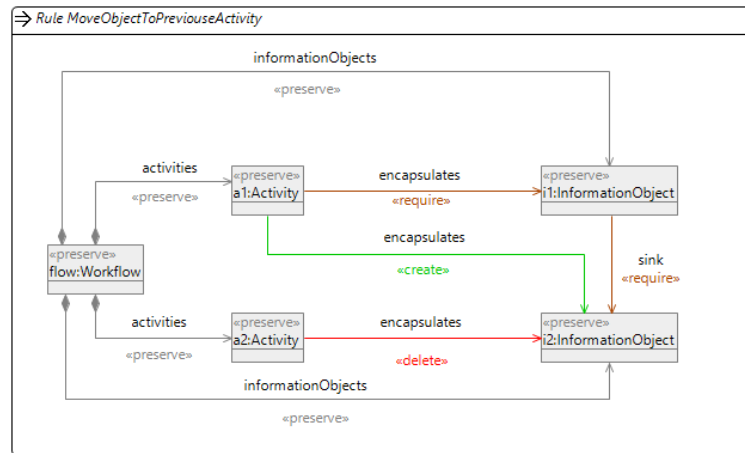 Rule MoveObjectToPreviouseActivity
informationObjects
«preserve»
activities
«preserve»
«preserve»
a1:Activity
encapsulates
«require»
«preserve»
i1:InformationObject
encapsulates
«create»
sink
«require»
«preserve»
flow:Workflow
activities
«preserve»
«preserve»
a2:Activity
encapsulates
«delete»
«preserve»
i2:InformationObject
informationObjects
«preserve»